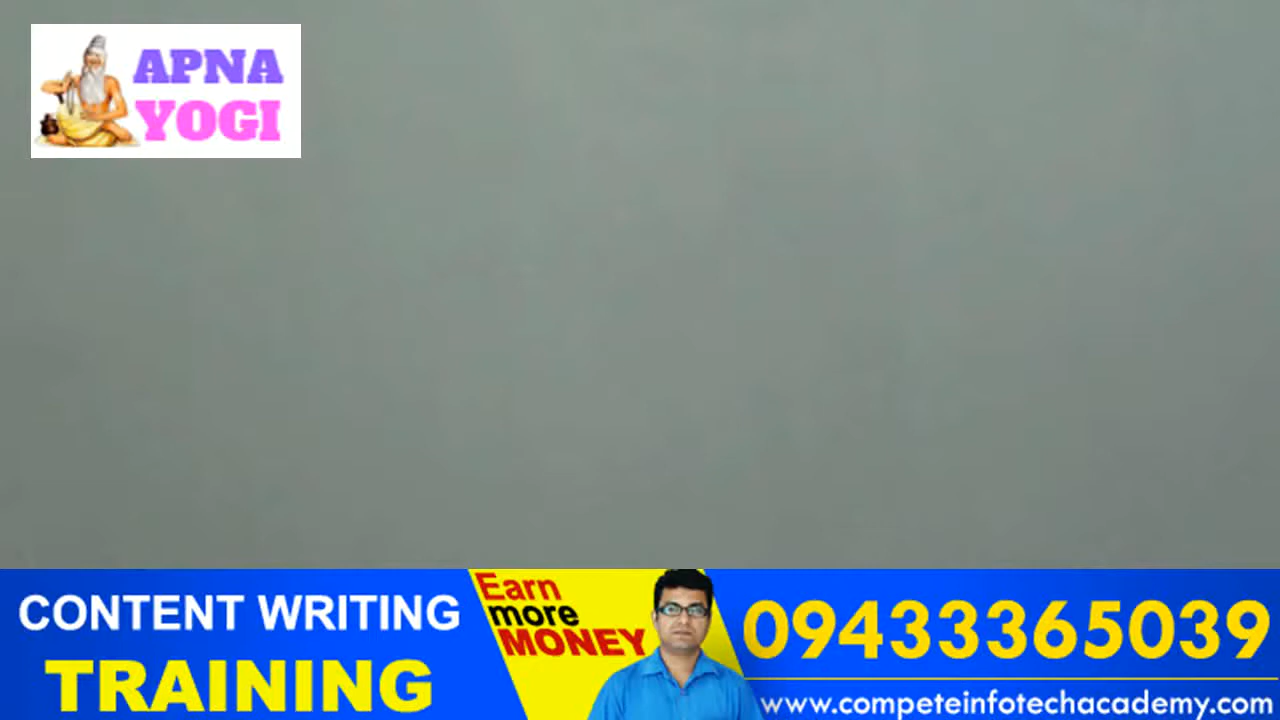 APNA
YOGI
CONTENT WRITING
TRAINING
Earn
more
MONEY
09433365039
www.competeinfotechacademy.com